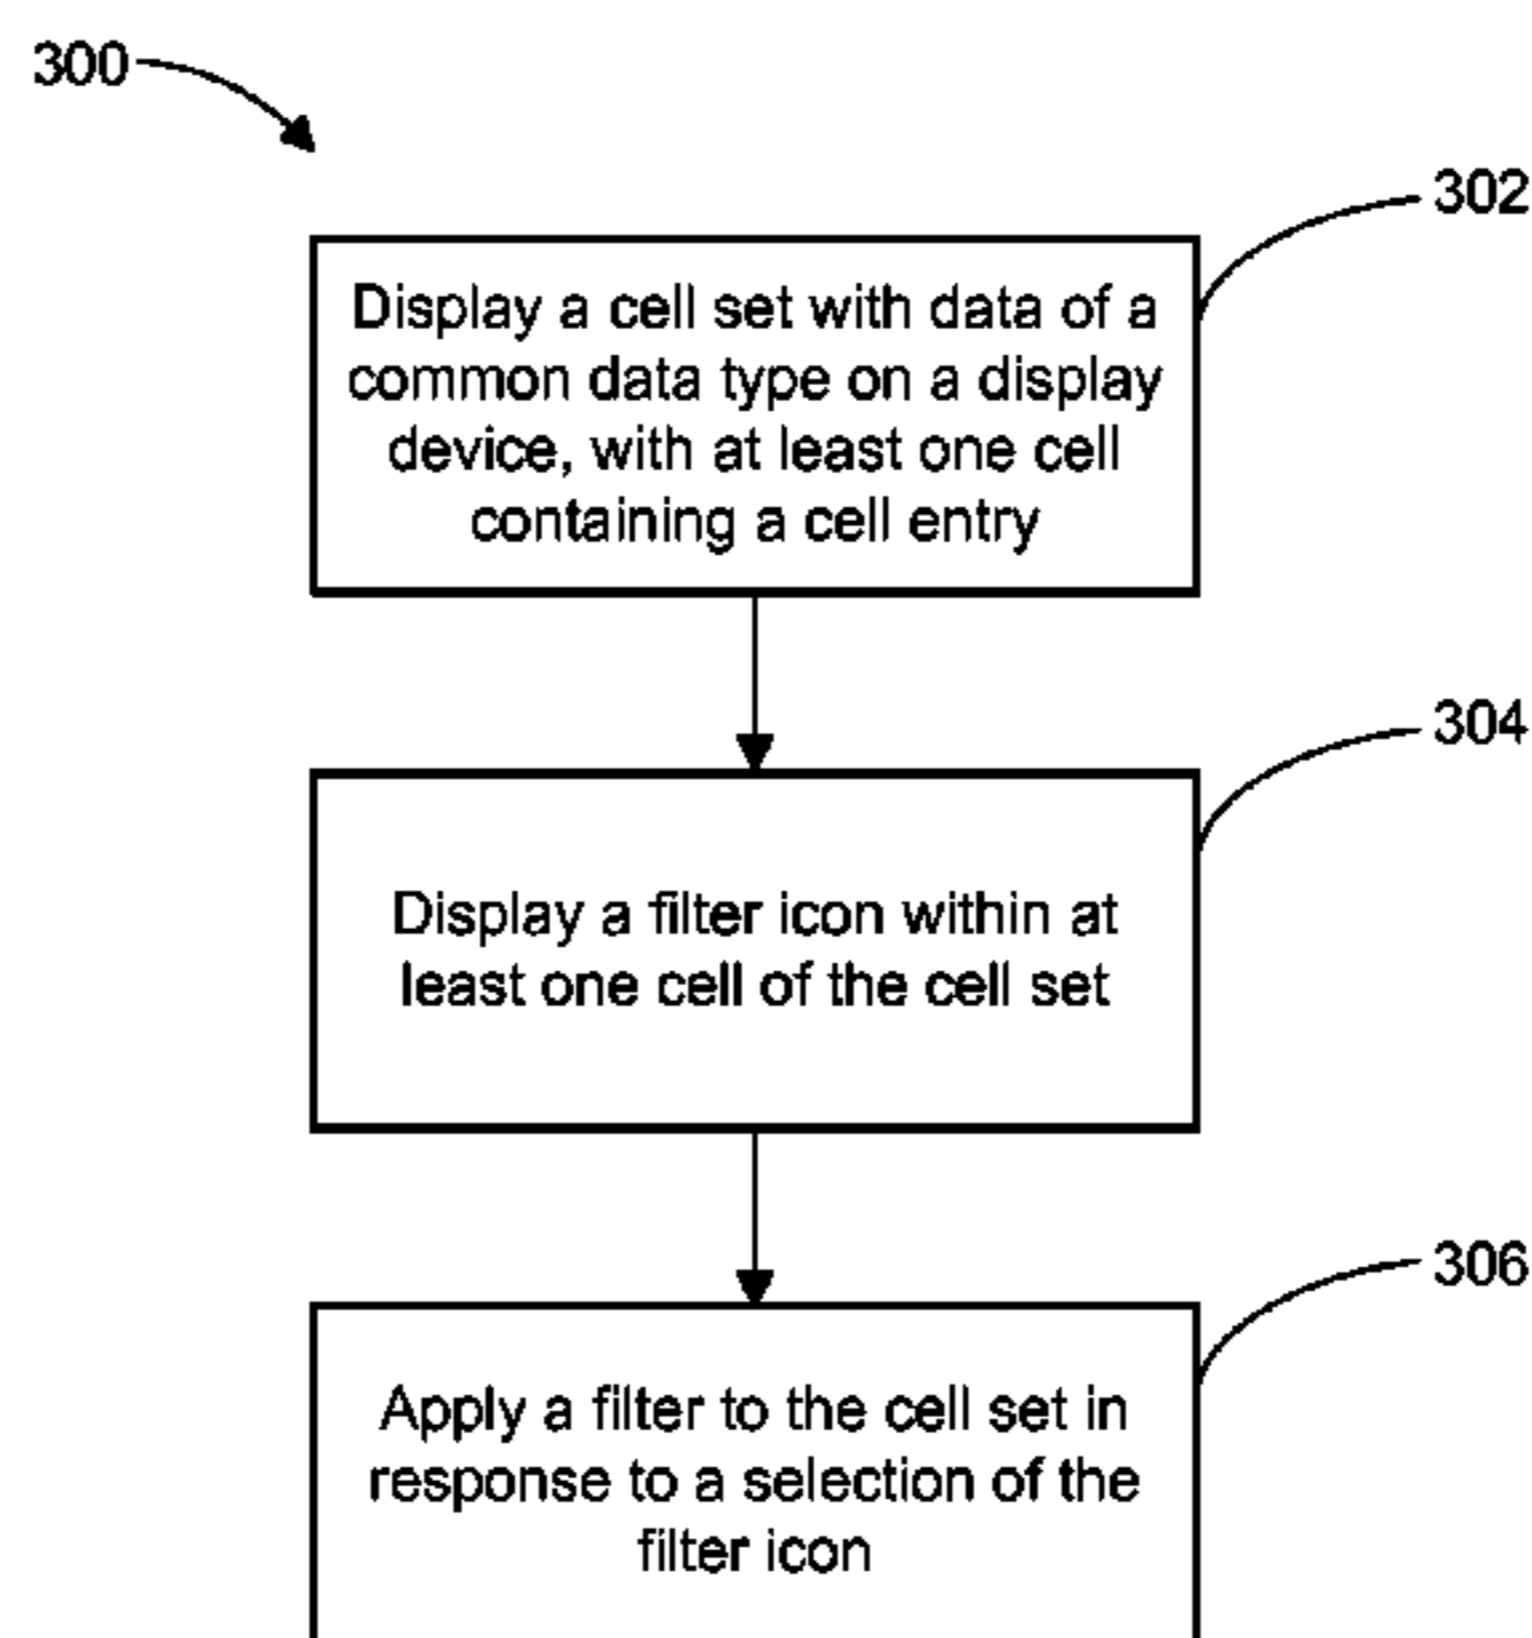 300
302
Display a cell set with data of a
common data type on a display
device, with at least one cell
containing a cell entry
304
Display a filter icon within at
least one cell of the cell set
306
Apply a filter to the cell set in
response to a selection of the
filter icon